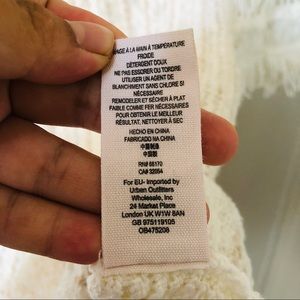 LAVAGE À LA MAIN À TEMPÉRATURE
FROIDE
DÉTERGENT DOUX
NE PAS ESSORER OU TORDRE
UTILISER UN AGENT DE
BLANCHIMENT SANS CHLORE SI
NÉCESSAIRE
REMODELER ET SÉCHER À PLAT
FAIBLE COMME FER NÉCESSAIRES
POUR OBTENIR LE MEILLEUR
RÉSULTAT, NETTOYER À SEC
HECHO EN CHINA
FABRICADO NA CHINA
中国制造
中国製
RN# 66170
CA# 32054
For EU- Imported by
Urban Outfitters
Wholesale, Inc
24 Market Place
London UK W1W 8AN
GB 975119105
OB475208